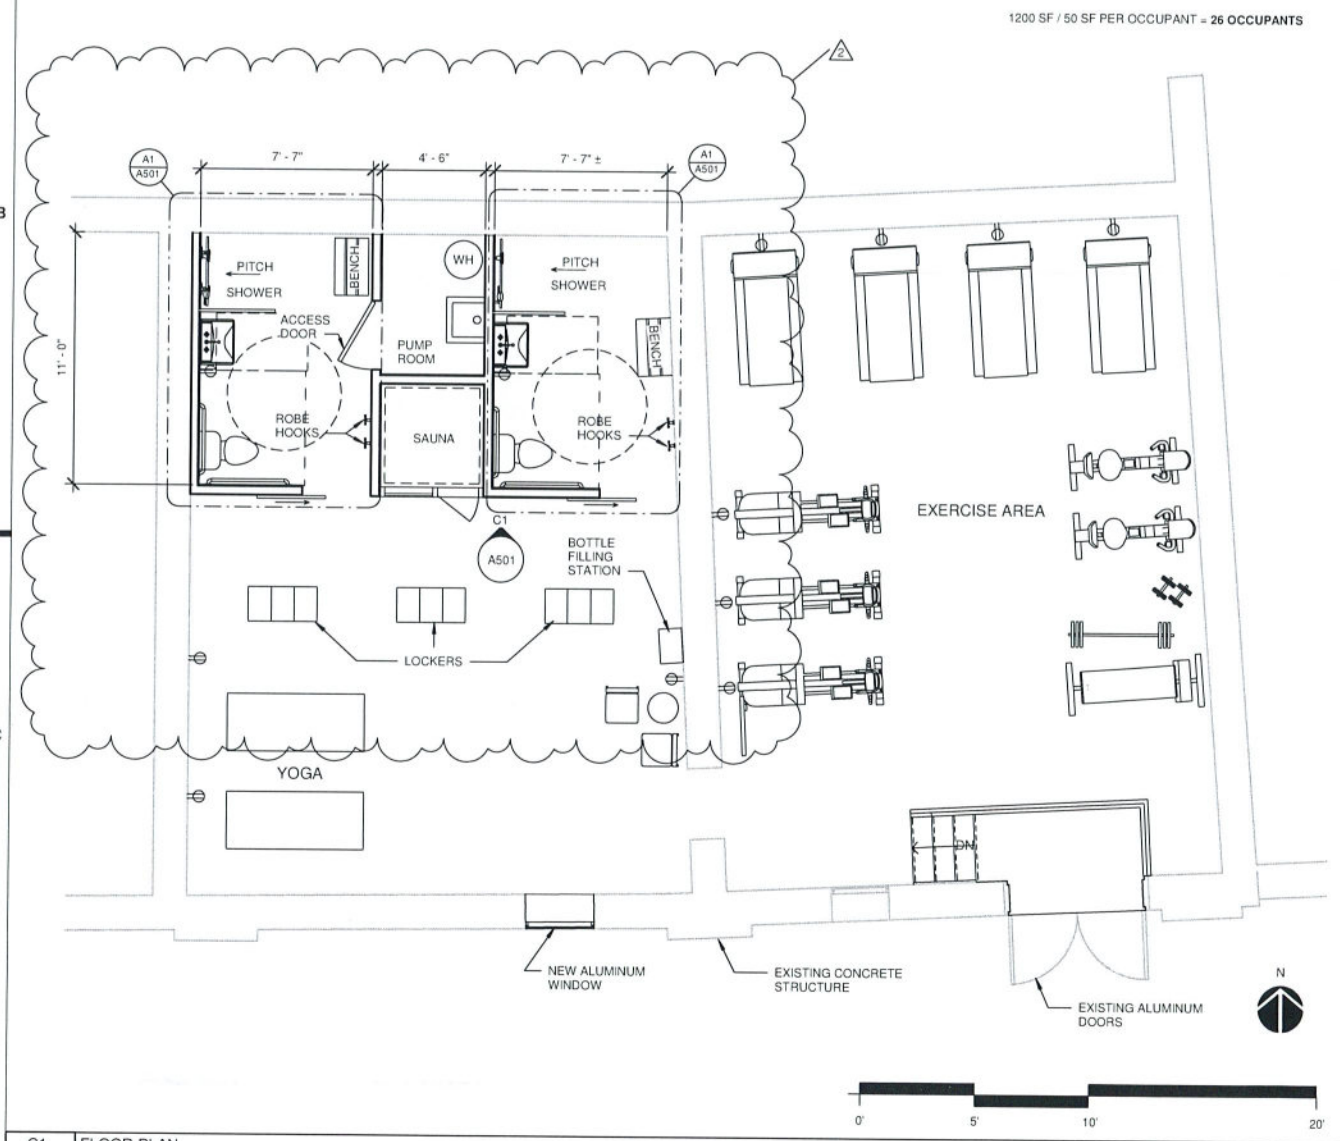 1200 SF / 50 SF PER OCCUPANT = 26 OCCUPANTS
2
A1
A501
7' - 7"
4' - 6"
7' - 7" ±
A1
A501
B
WH
PITCH
SHOWER
BENCH
PITCH
SHOWER
ACCESS
DOOR
PUMP
ROOM
BENCH
11' - 0"
ROBE
HOOKS
SAUNA
ROBE
HOOKS
EXERCISE AREA
C1
A501
BOTTLE
FILLING
STATION
LOCKERS
YOGA
DN
NEW ALUMINUM
WINDOW
EXISTING CONCRETE
STRUCTURE
EXISTING ALUMINUM
DOORS
N
0'
5'
10'
20'
C1
FLOOR PLAN